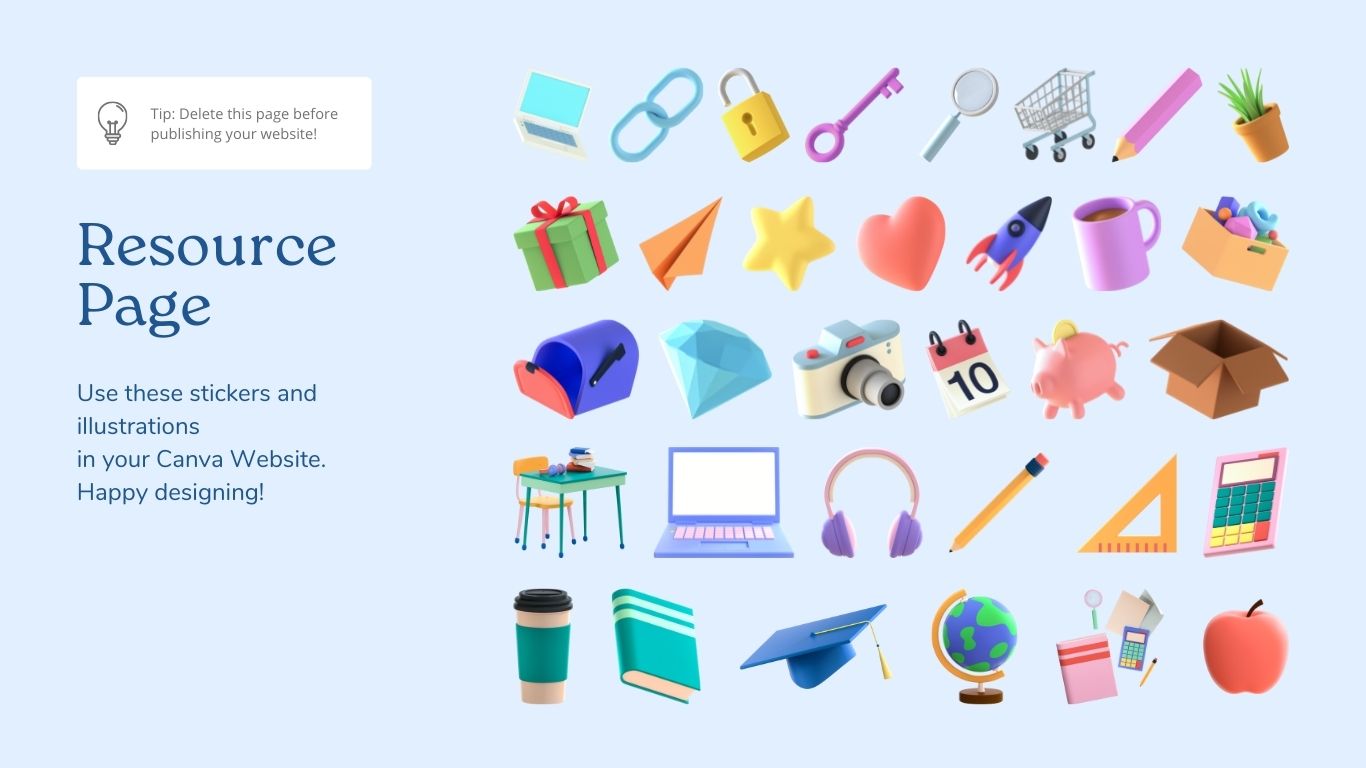 Tip: Delete this page before
publishing your website!
Resource
Page
Use these stickers and
illustrations
in your Canva Website.
Happy designing!
10